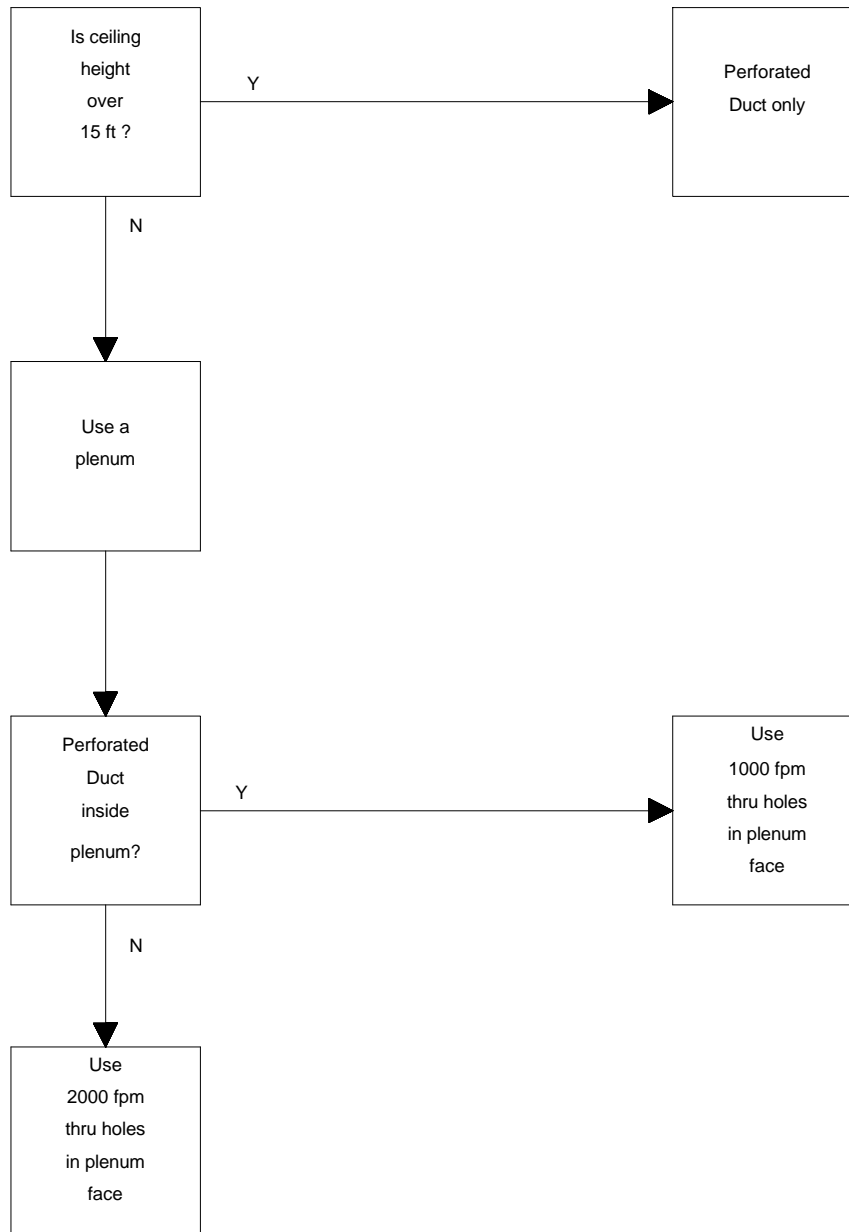 Is ceiling
height
over
15 ft ?
Y
Perforated
Duct only
N
Use a
plenum
Perforated
Duct
inside
plenum?
Y
Use
1000 fpm
thru holes
in plenum
face
N
Use
2000 fpm
thru holes
in plenum
face